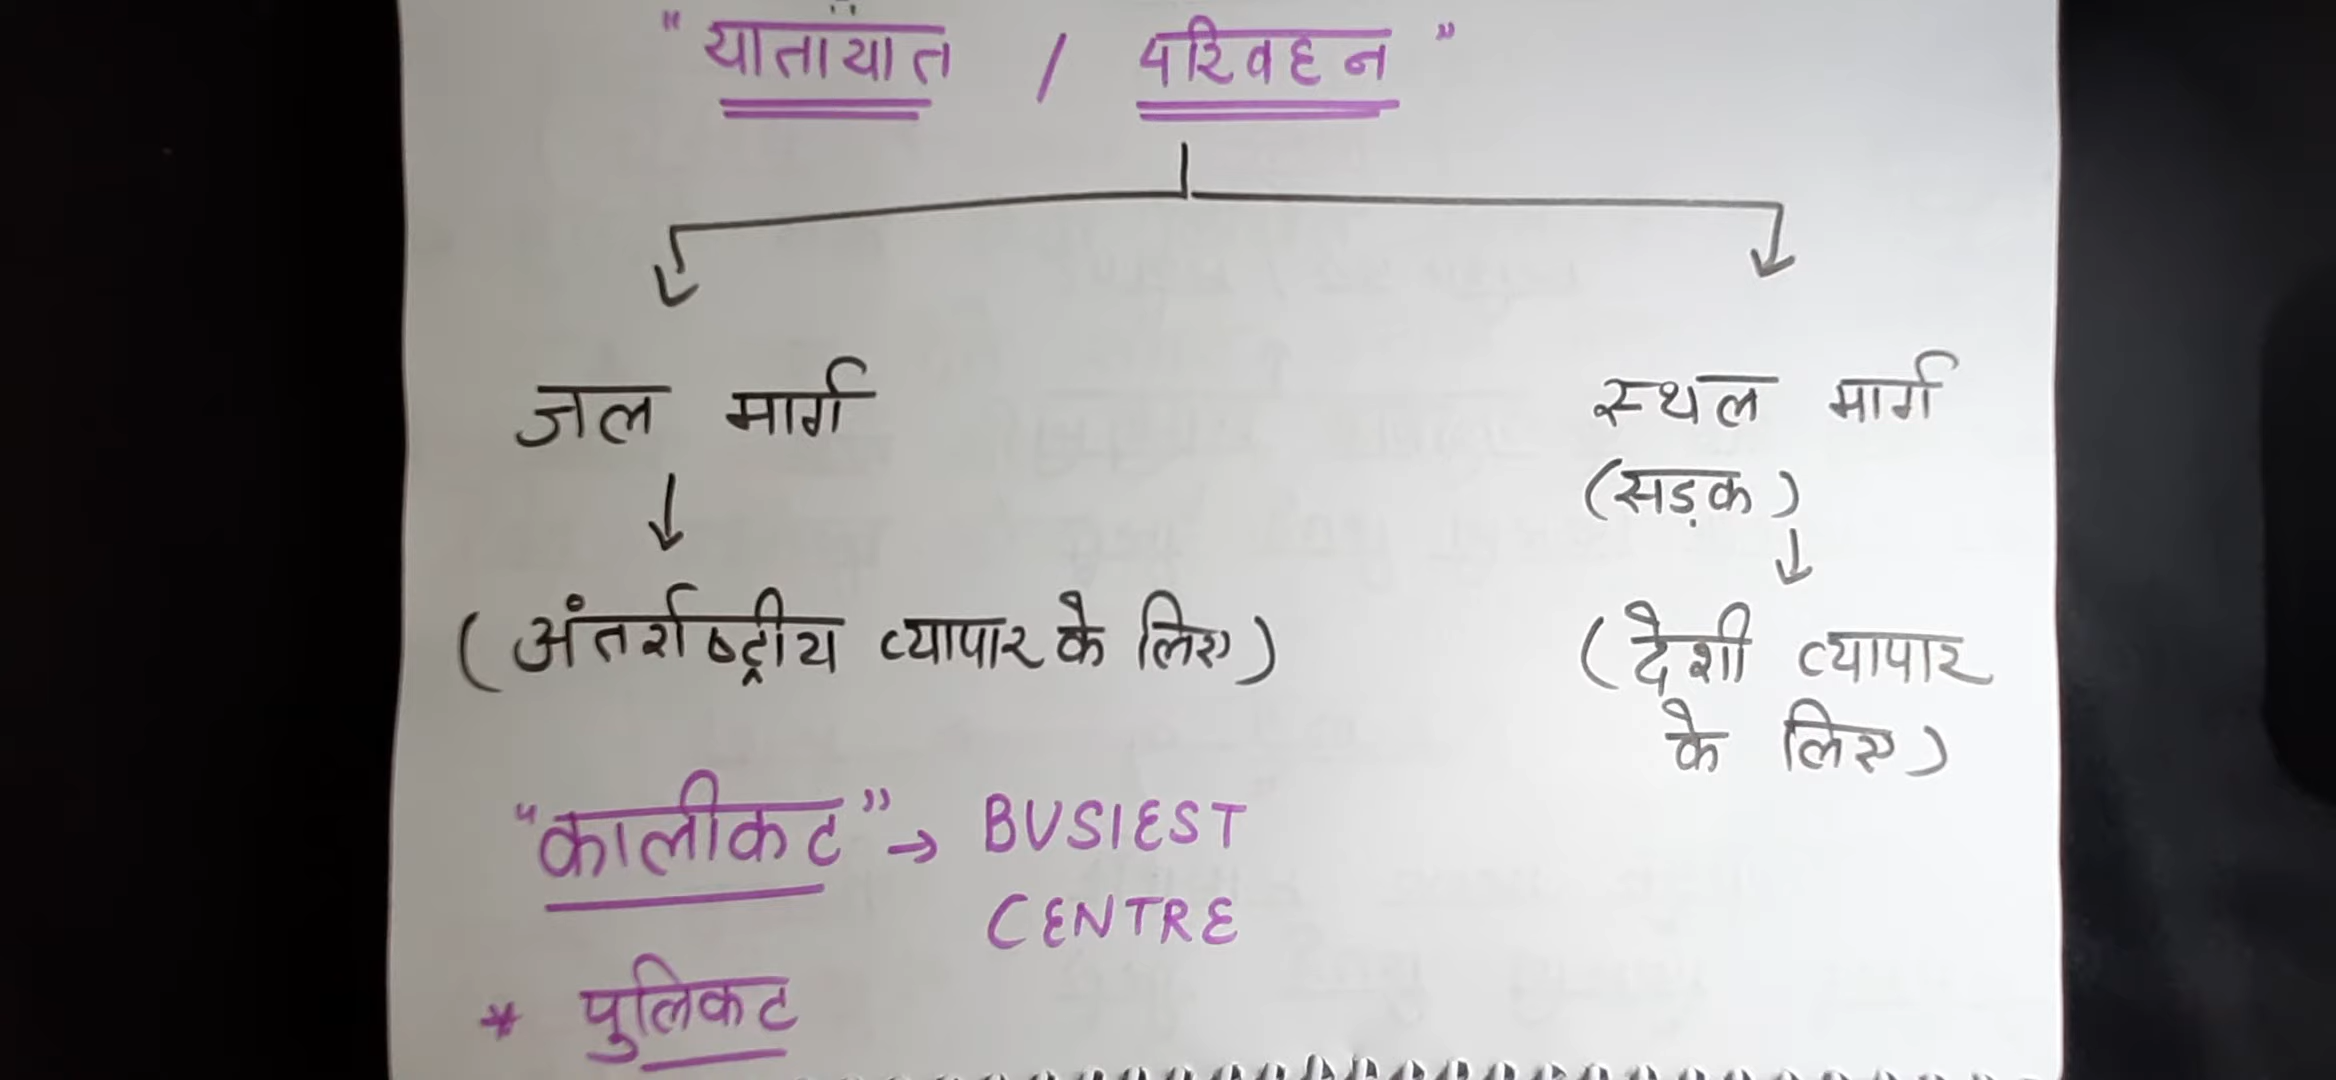 "यातायात / परिवहन"
जल मार्ग
स्थल मार्ग
(सड़क)
(अंतर्राष्ट्रीय व्यापार के लिए)
(देशी व्यापार
के लिए)
"कालीकट" → BUSIEST
CENTRE
* पुलिकट